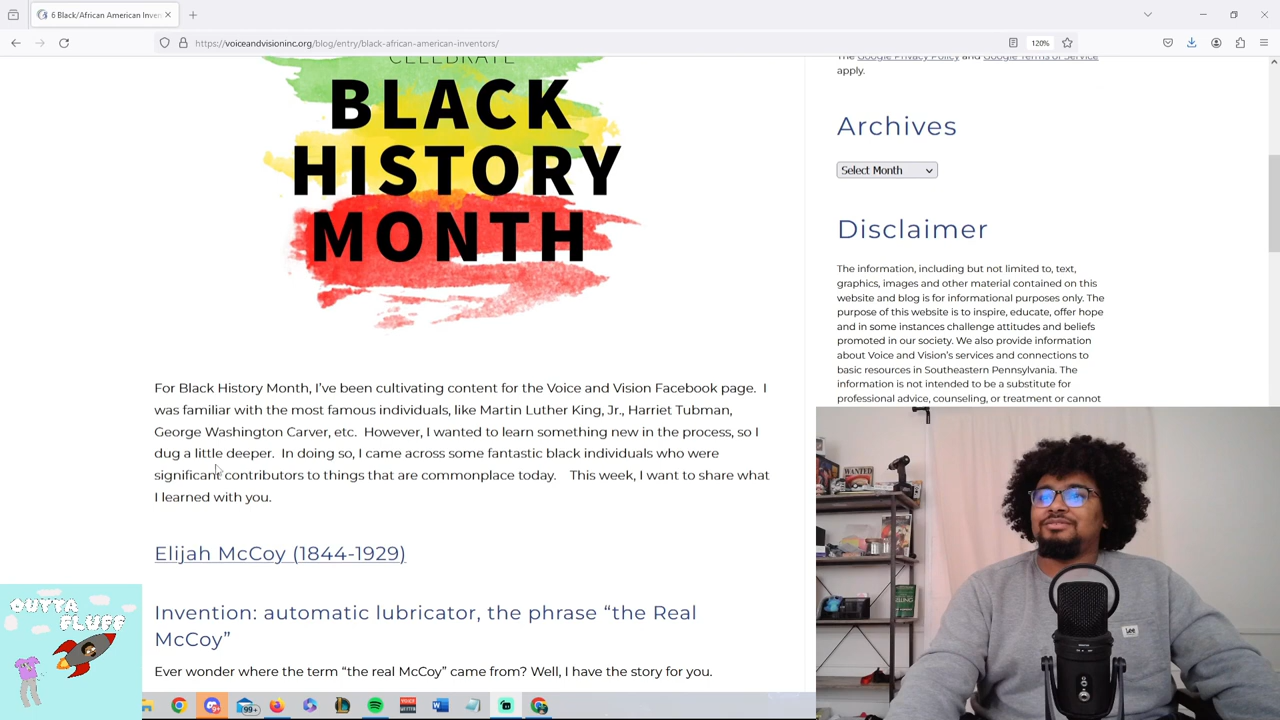 6 Black/African American Inven
https://voiceandvisioninc.org/blog/entry/black-african-american-inventors/
120%
CELEBRATE
BLACK
HISTORY
MONTH
The Google Privacy Policy and Google Terms of Service
apply.
Archives
Select Month
Disclaimer
The information, including but not limited to, text,
graphics, images and other material contained on this
website and blog is for informational purposes only. The
purpose of this website is to inspire, educate, offer hope
and in some instances challenge attitudes and beliefs
promoted in our society. We also provide information
about Voice and Vision's services and connections to
basic resources in Southeastern Pennsylvania. The
information is not intended to be a substitute for
professional advice, counseling, or treatment or cannot
For Black History Month, I've been cultivating content for the Voice and Vision Facebook page. I
was familiar with the most famous individuals, like Martin Luther King, Jr., Harriet Tubman,
George Washington Carver, etc. However, I wanted to learn something new in the process, so I
dug a little deeper. In doing so, I came across some fantastic black individuals who were
significant contributors to things that are commonplace today. This week, I want to share what
I learned with you.
Elijah McCoy (1844-1929)
Invention: automatic lubricator, the phrase “the Real
McCoy”
Ever wonder where the term “the real McCoy” came from? Well, I have the story for you.
WANTED
99+